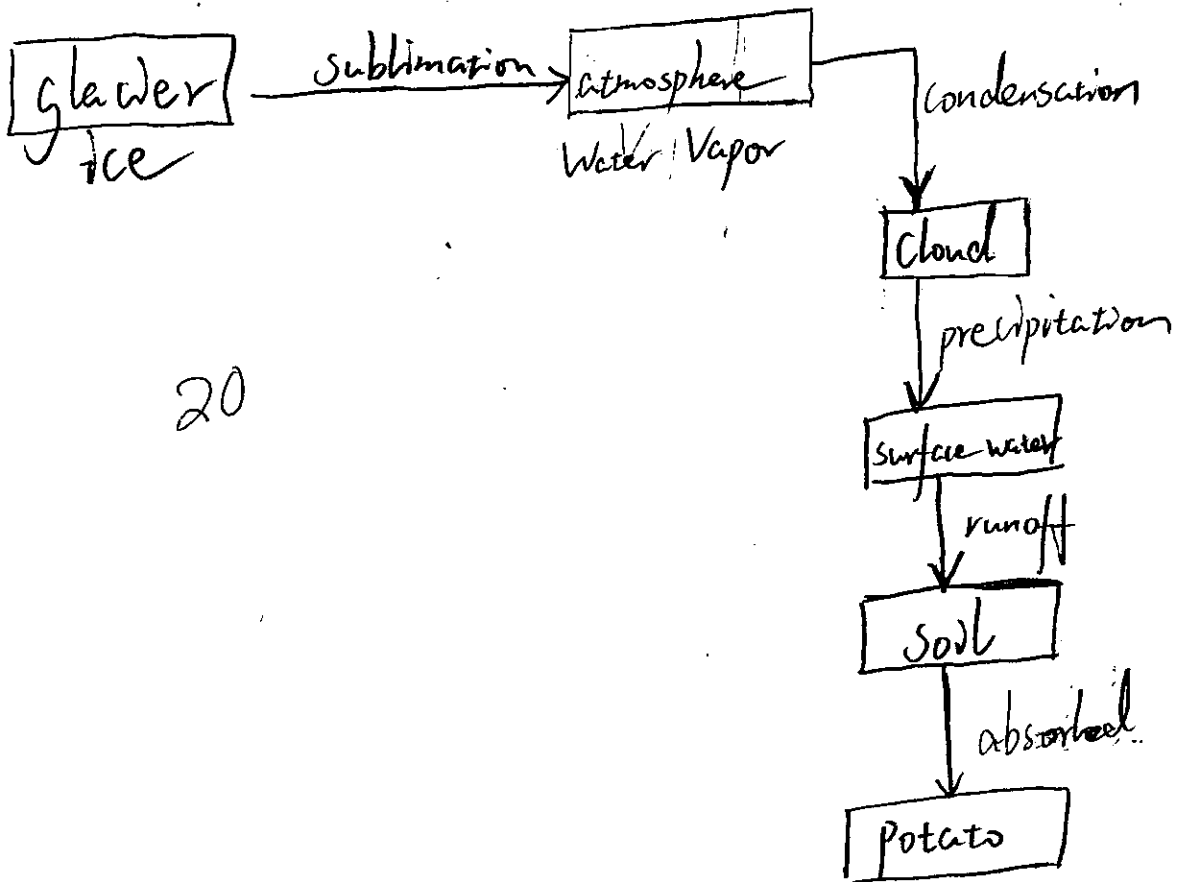 glacier
ice
sublimation
atmosphere
Water Vapor
condensation
Cloud
precipitation
surface water
runoff
Soil
absorbed
Potato
20